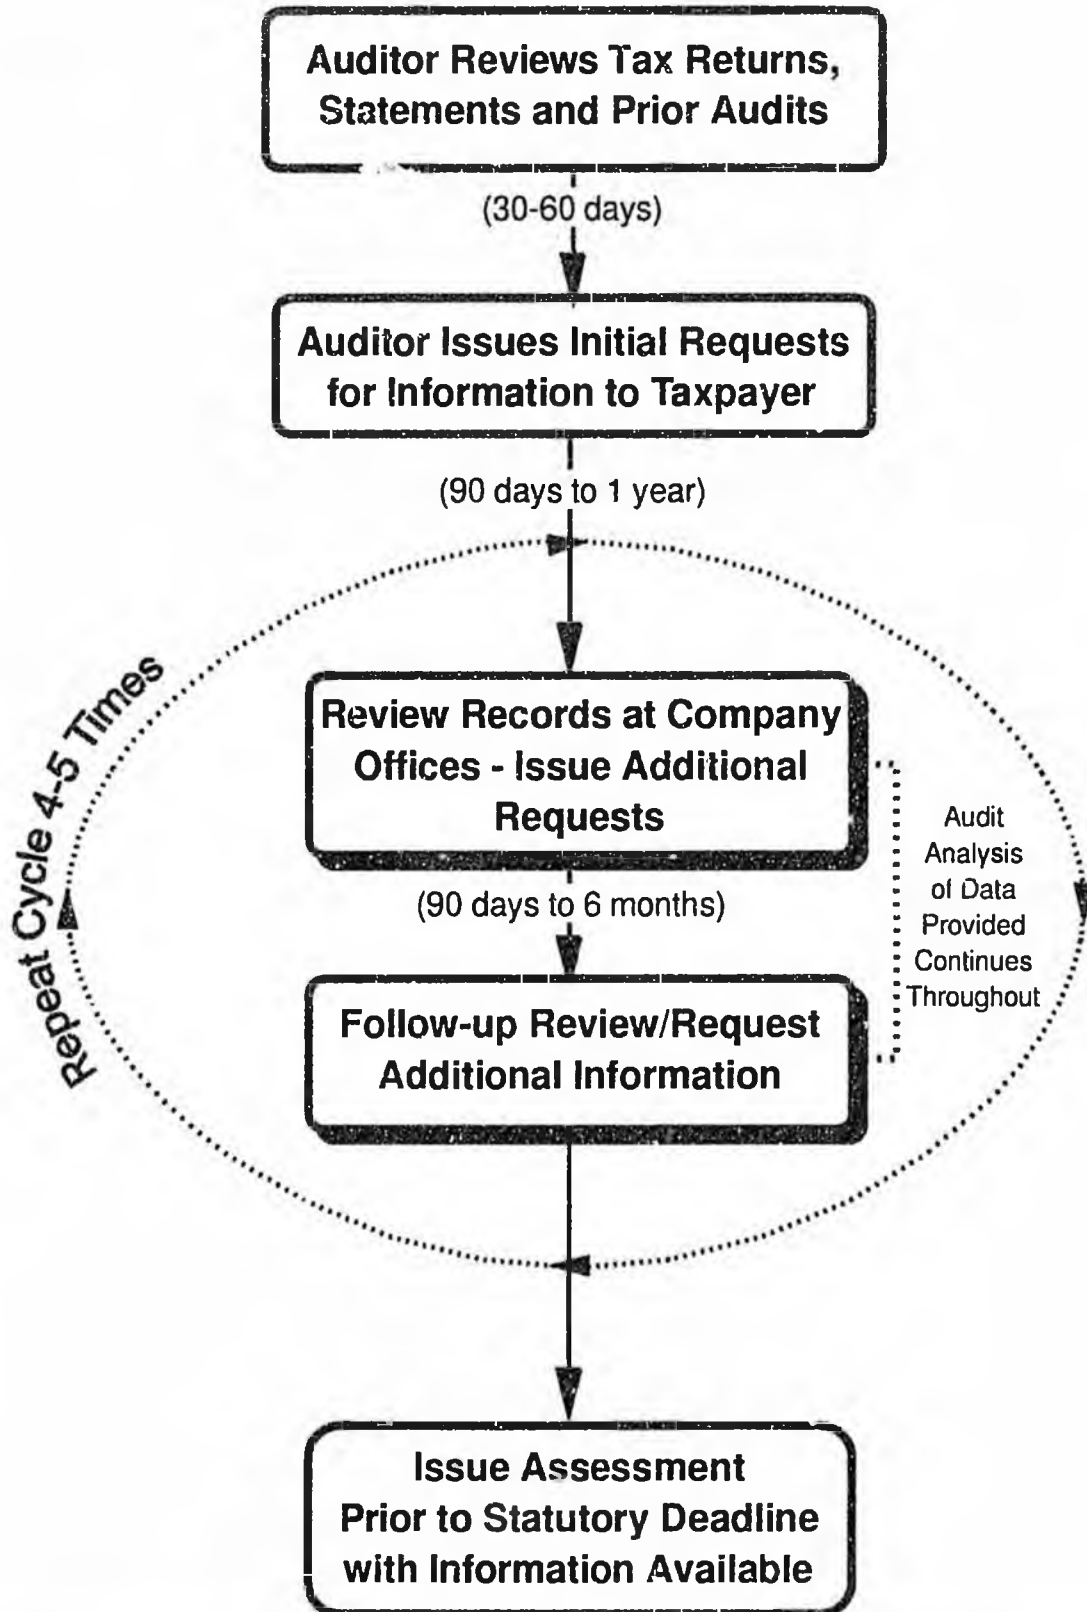 Auditor Reviews Tax Returns,
Statements and Prior Audits
(30-60 days)
Auditor Issues Initial Requests
for Information to Taxpayer
(90 days to 1 year)
Repeat Cycle 4-5 Times
Review Records at Company
Offices - Issue Additional
Requests
(90 days to 6 months)
Audit
Analysis
of Data
Provided
Continues
Throughout
Follow-up Review/Request
Additional Information
Issue Assessment
Prior to Statutory Deadline
with Information Available